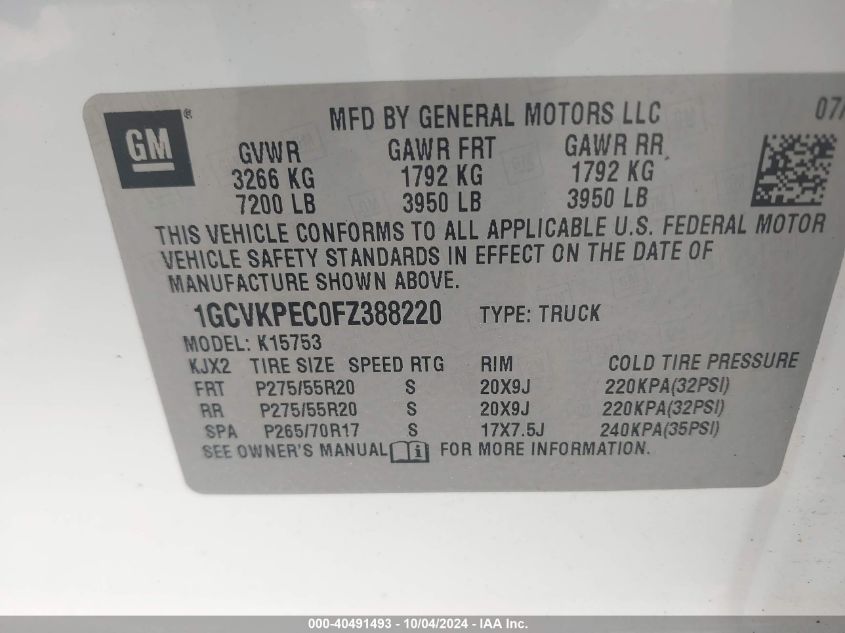 MFD BY GENERAL MOTORS LLC 07/
GM®
GVWR GAWR FRT GAWR RR
3266 KG 1792 KG 1792 KG
7200 LB 3950 LB 3950 LB
THIS VEHICLE CONFORMS TO ALL APPLICABLE U.S. FEDERAL MOTOR
VEHICLE SAFETY STANDARDS IN EFFECT ON THE DATE OF
MANUFACTURE SHOWN ABOVE.
1GCVKPEC0FZ388220 TYPE: TRUCK
MODEL: K15753
KJX2 TIRE SIZE SPEED RTG RIM COLD TIRE PRESSURE
FRT P275/55R20 S 20X9J 220KPA(32PSI)
RR P275/55R20 S 20X9J 220KPA(32PSI)
SPA P265/70R17 S 17X7.5J 240KPA(35PSI)
SEE OWNER'S MANUAL i FOR MORE INFORMATION.
000-40491493 - 10/04/2024 - IAA Inc.